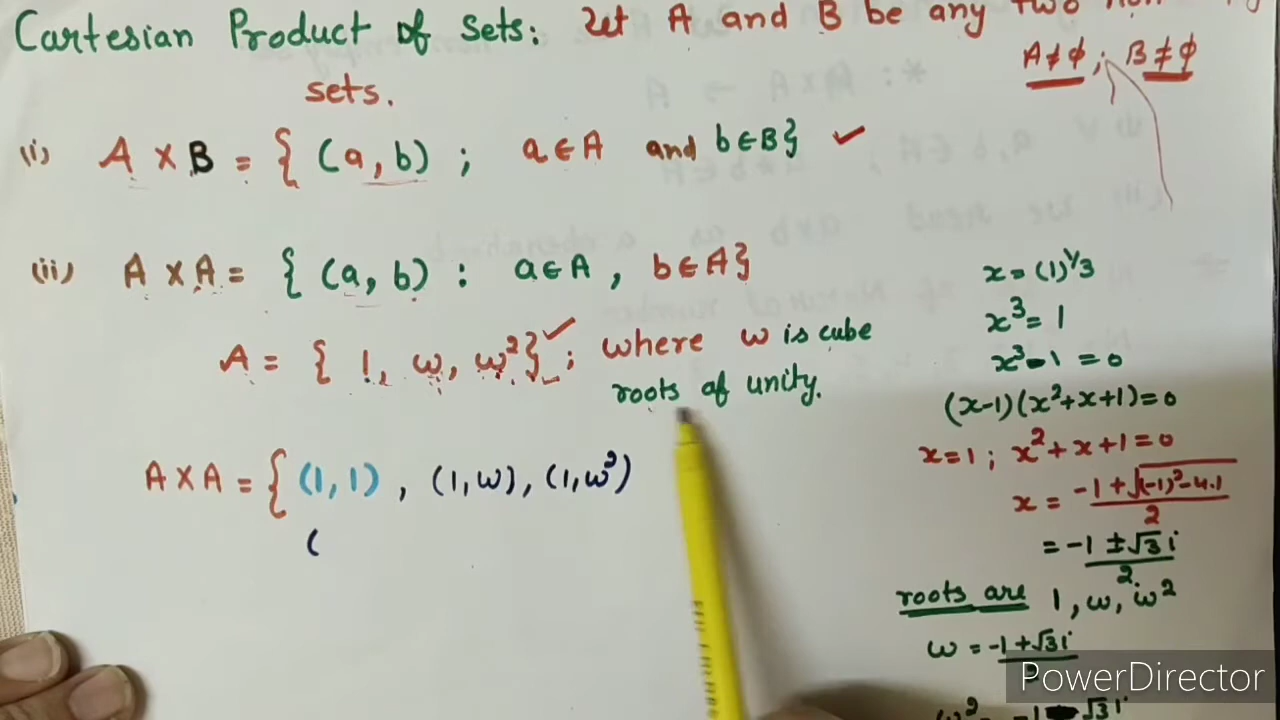 Cartesian Product of Sets: Let A and B be any two
sets.
A ≠ φ ; B ≠ φ
(i) A × B = { (a, b) ; a ∈ A and b ∈ B}
(ii) A × A = { (a, b) : a ∈ A , b ∈ A}
A = { 1, ω, ω²} ; where ω is cube
roots of unity.
A × A = { (1, 1) , (1, ω), (1, ω²)
(
x = (1)^1/3
x³ = 1
x³ - 1 = 0
(x-1)(x²+x+1)=0
x=1 ; x²+x+1=0
x = -1 + √(-1)²-4.1 / 2
= -1 ± √3 i / 2
roots are 1, ω, ω²
ω = -1 + √3 i
ω² = -1 - √3 i
PowerDirector